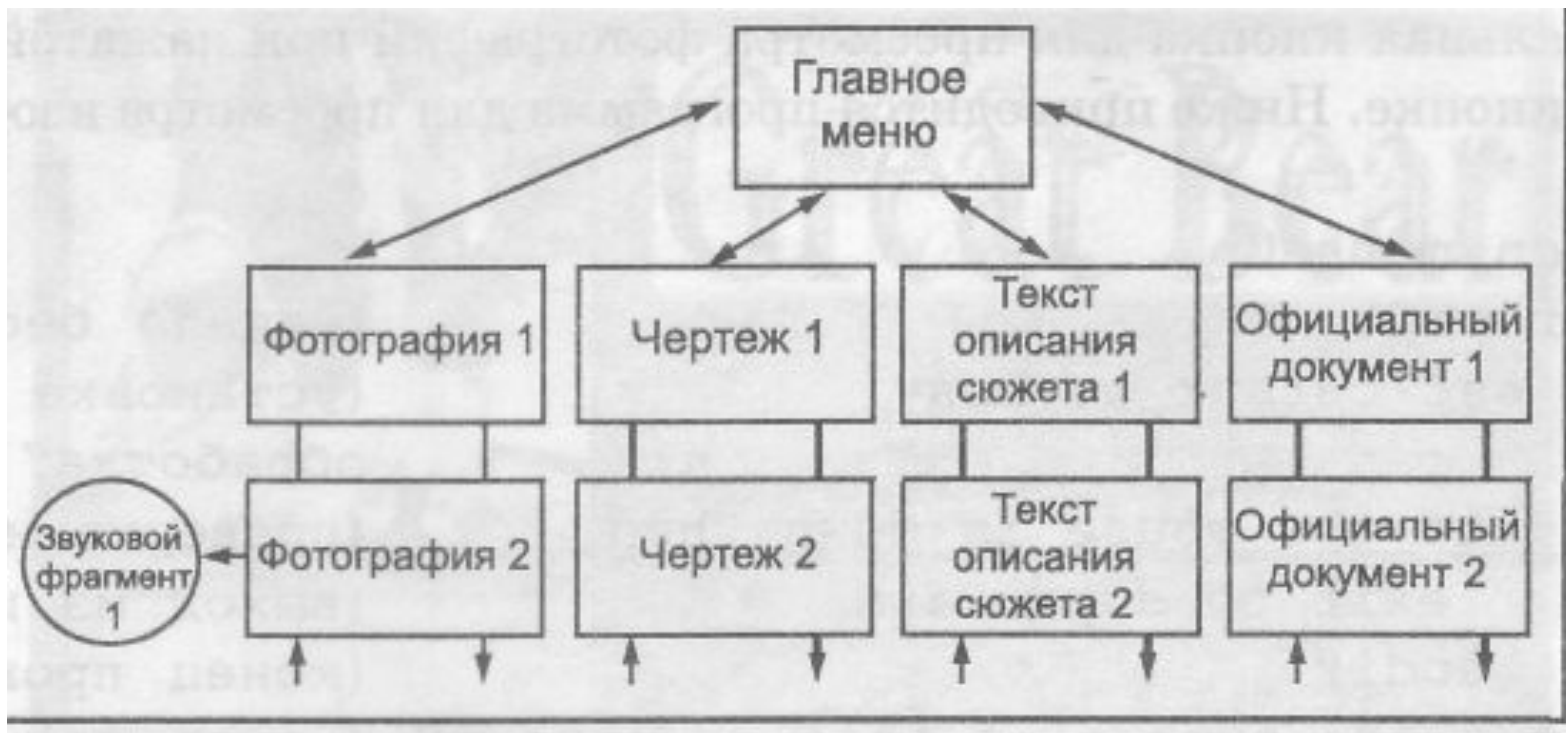 Главное
меню
Фотография 1
Чертеж 1
Текст
описания
сюжета 1
Официальный
документ 1
Звуковой
фрагмент
1
Фотография 2
Чертеж 2
Текст
описания
сюжета 2
Официальный
документ 2